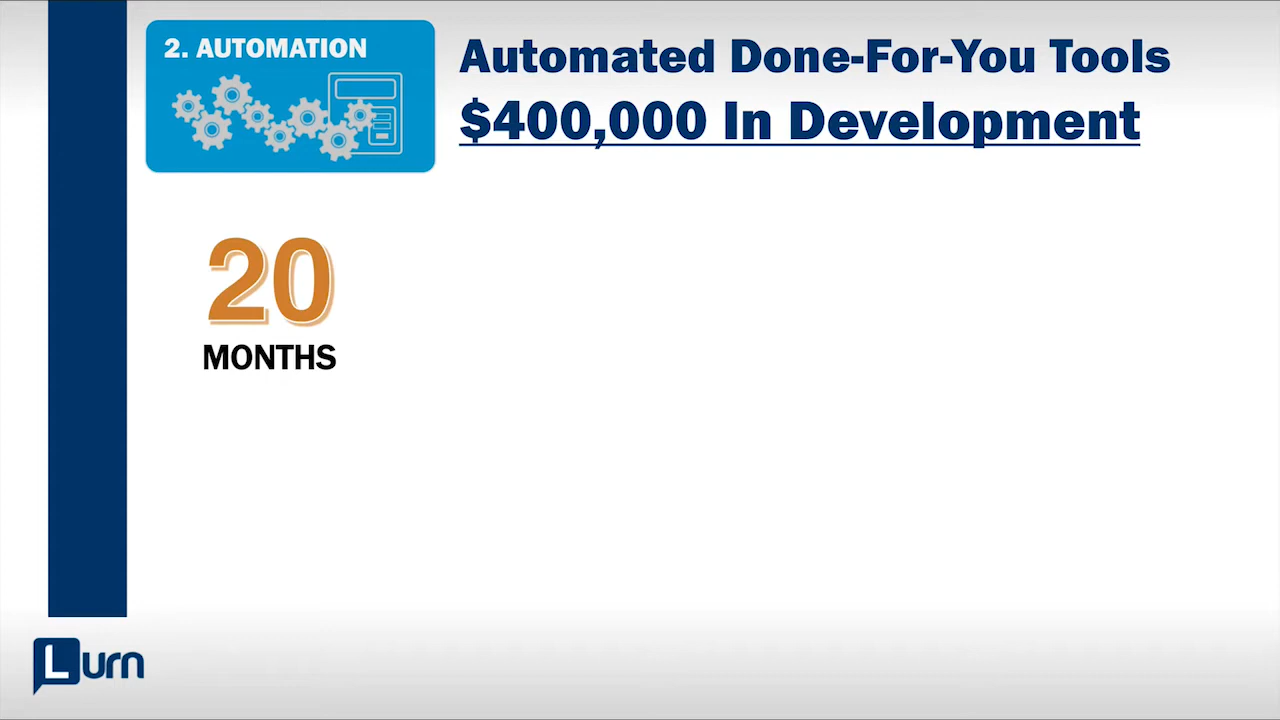 2. AUTOMATION
Automated Done-For-You Tools
$400,000 In Development
20
MONTHS
Lurn